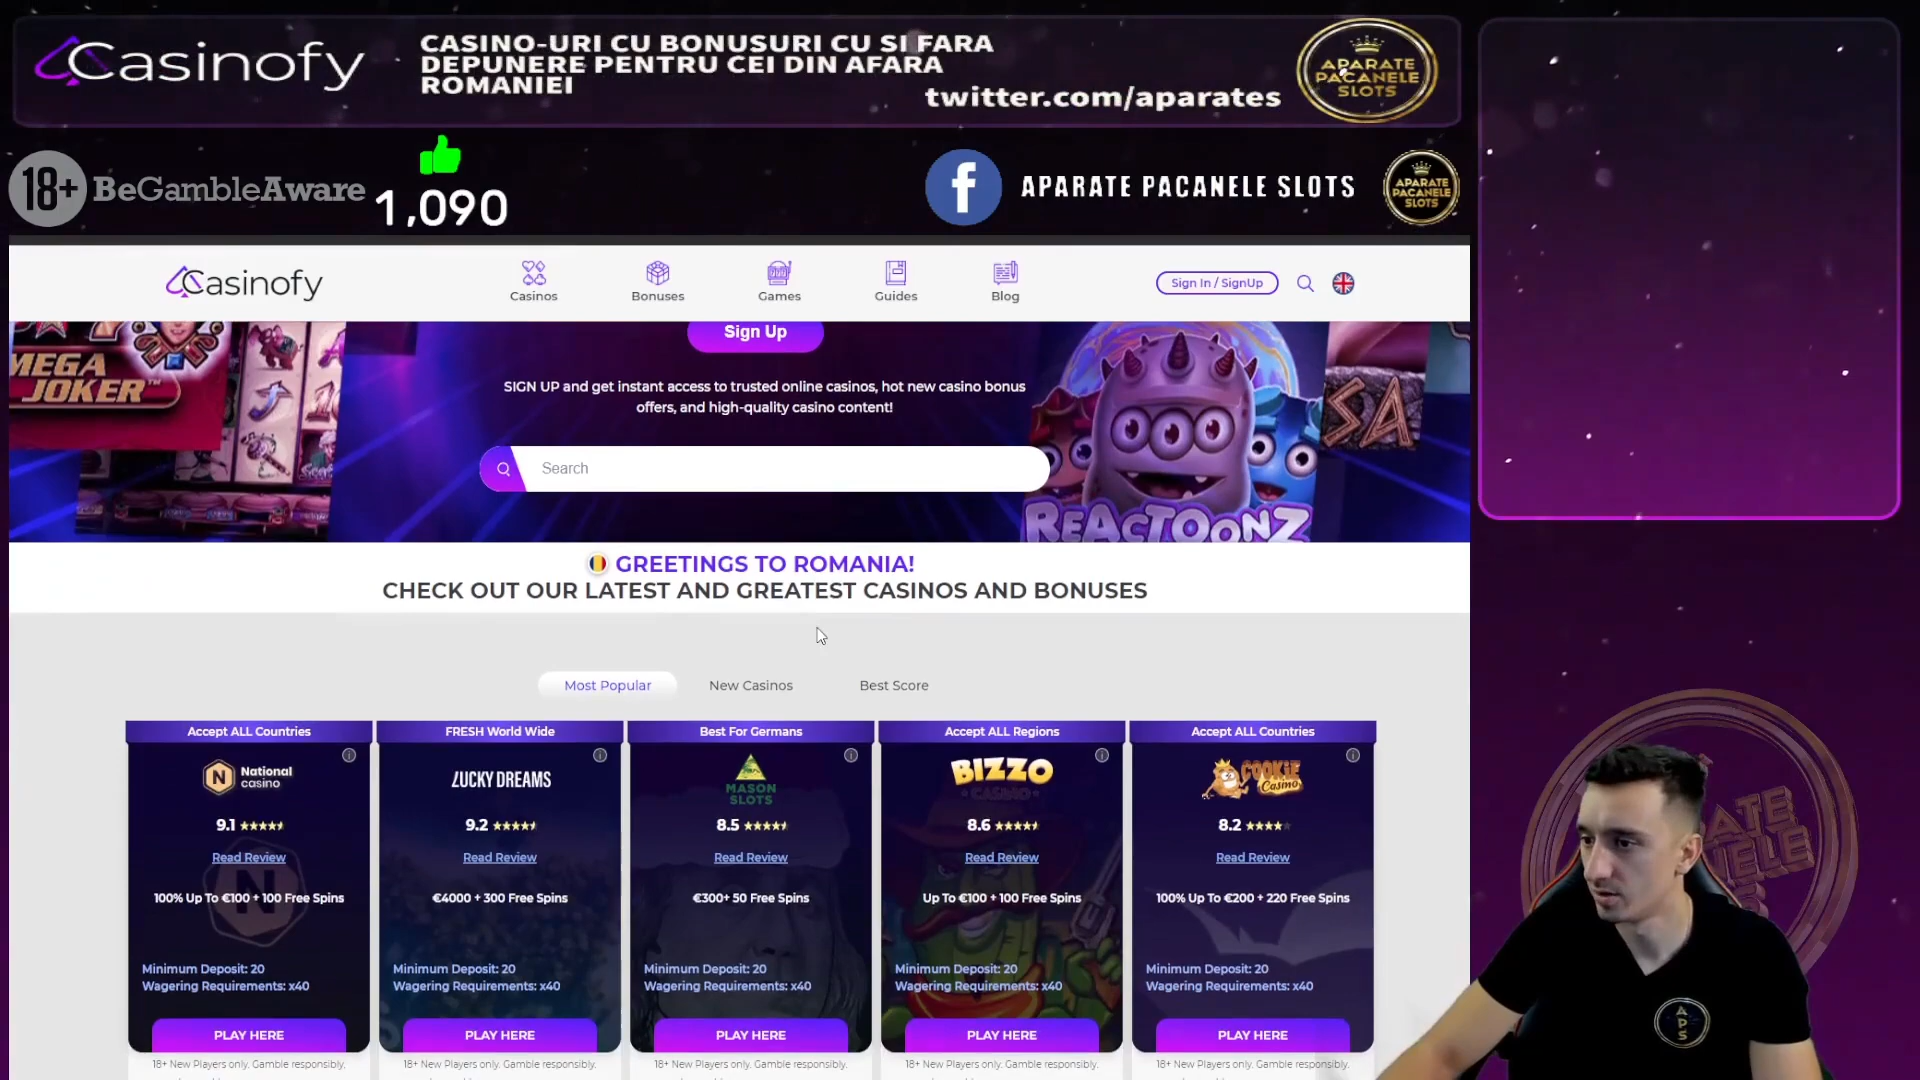 Casinofy
CASINO-URI CU BONUSURI CU SI FARA
DEPUNERE PENTRU CEI DIN AFARA
ROMANIEI
twitter.com/aparates
APARATE
PACANELE
SLOTS
18+ BeGambleAware
1,090
f
APARATE PACANELE SLOTS
APARATE
PACANELE
SLOTS
Casinofy
Casinos
Bonuses
Games
Guides
Blog
Sign In / SignUp
MEGA
JOKER™
Sign Up
SIGN UP and get instant access to trusted online casinos, hot new casino bonus
offers, and high-quality casino content!
Search
REACTOONZ
SA
GREETINGS TO ROMANIA!
CHECK OUT OUR LATEST AND GREATEST CASINOS AND BONUSES
Most Popular
New Casinos
Best Score
Accept ALL Countries
N National
casino
9.1
Read Review
100% Up To €100 + 100 Free Spins
Minimum Deposit: 20
Wagering Requirements: x40
PLAY HERE
18+ New Players only. Gamble responsibly.
FRESH World Wide
LUCKY DREAMS
9.2
Read Review
€4000 + 300 Free Spins
Minimum Deposit: 20
Wagering Requirements: x40
PLAY HERE
18+ New Players only. Gamble responsibly.
Best For Germans
MASON
SLOTS
8.5
Read Review
€300+ 50 Free Spins
Minimum Deposit: 20
Wagering Requirements: x40
PLAY HERE
18+ New Players only. Gamble responsibly.
Accept ALL Regions
BIZZO
CASINO
8.6
Read Review
Up To €100 + 100 Free Spins
Minimum Deposit: 20
Wagering Requirements: x40
PLAY HERE
18+ New Players only. Gamble responsibly.
Accept ALL Countries
COOKIE
Casino
8.2
Read Review
100% Up To €200 + 220 Free Spins
Minimum Deposit: 20
Wagering Requirements: x40
PLAY HERE
18+ New Players only. Gamble responsibly.
A
P
S